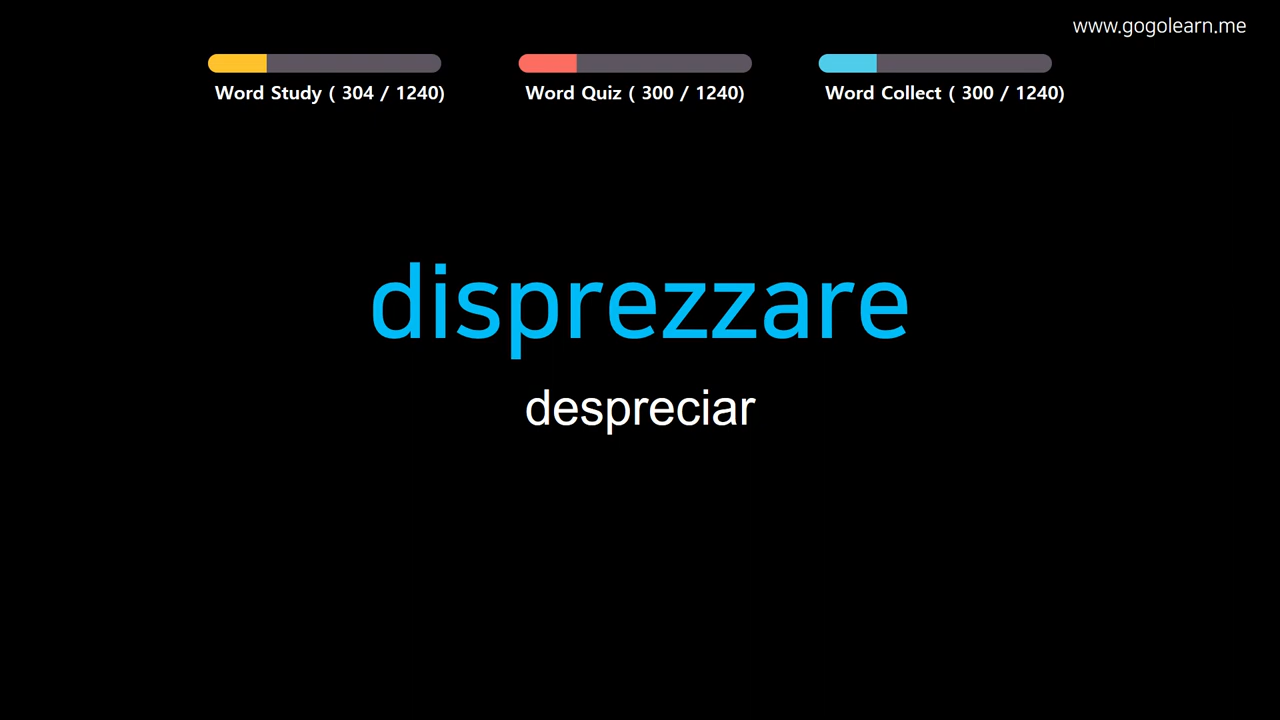 www.gogolearn.me
Word Study ( 304 / 1240)
Word Quiz ( 300 / 1240)
Word Collect ( 300 / 1240)
disprezzare
despreciar